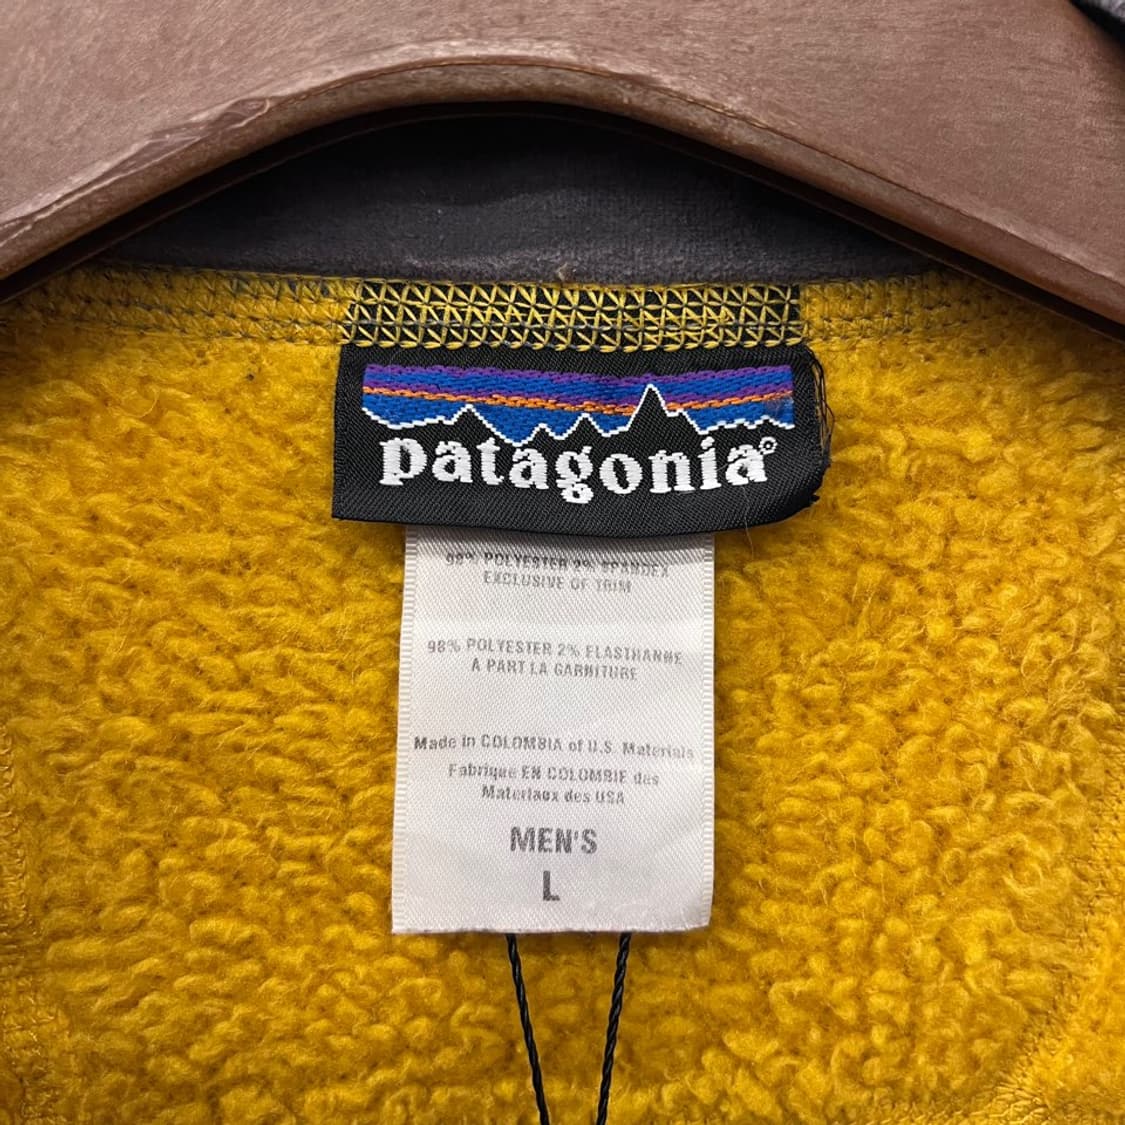 patagonia®
98% POLYESTER 2% SPANDEX
EXCLUSIVE OF TRIM
98% POLYESTER 2% ELASTHANNE
A PART LA GARNITURE
Made in COLOMBIA of U.S. Materials
Fabrique EN COLOMBIE des
Materiaux des USA
MEN'S
L